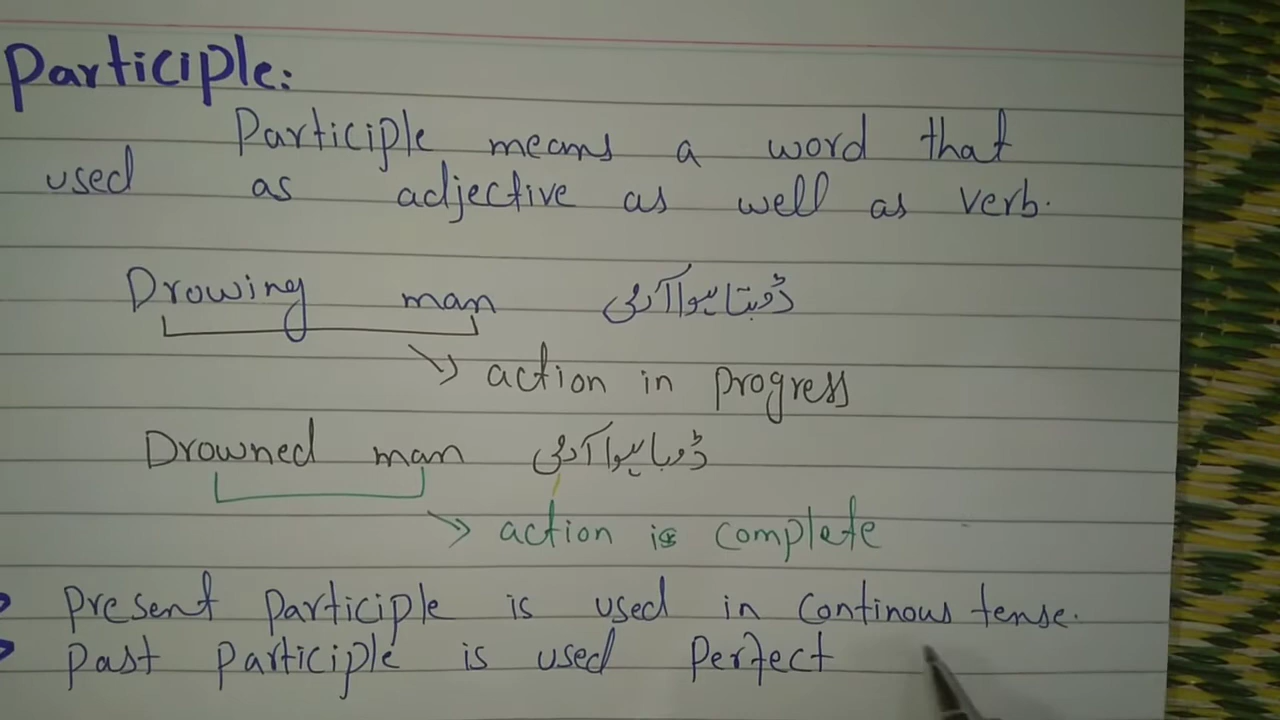 Participle:
Participle means a word that
used as adjective as well as verb.
Drowing man ڈوبتا ہوا آدمی
action in progress
Drowned man ڈوبا ہوا آدمی
action is complete
Present participle is used in continous tense.
Past participle is used Perfect